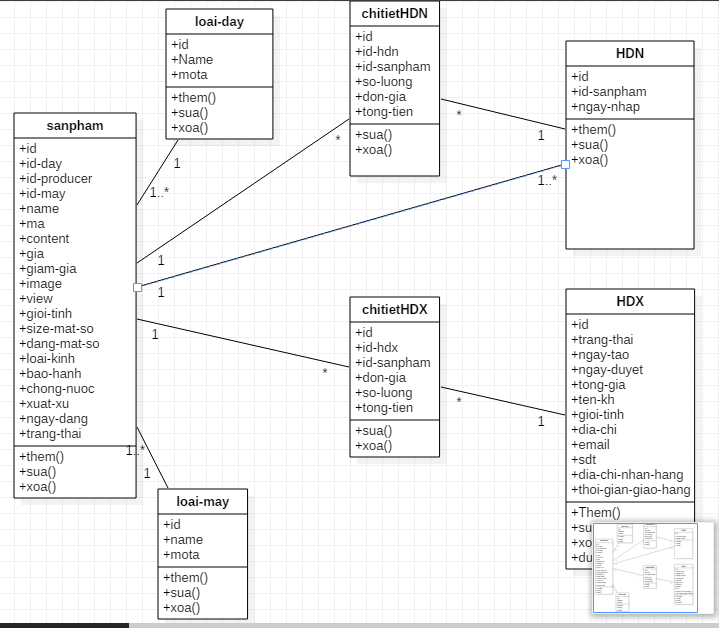 loai-day
+id
+Name
+mota
+them()
+sua()
+xoa()
chitietHDN
+id
+id-hdn
+id-sanpham
+so-luong
+don-gia
+tong-tien
+sua()
+xoa()
HDN
+id
+id-sanpham
+ngay-nhap
+them()
+sua()
+xoa()
sanpham
+id
+id-day
+id-producer
+id-may
+name
+ma
+content
+gia
+giam-gia
+image
+view
+gioi-tinh
+size-mat-so
+dang-mat-so
+loai-kinh
+bao-hanh
+chong-nuoc
+xuat-xu
+ngay-dang
+trang-thai
+them()
+sua()
+xoa()
1
1..*
*
1
*
1
1..*
1
1
*
*
1
1..*
1
chitietHDX
+id
+id-hdx
+id-sanpham
+don-gia
+so-luong
+tong-tien
+sua()
+xoa()
HDX
+id
+trang-thai
+ngay-tao
+ngay-duyet
+tong-gia
+ten-kh
+gioi-tinh
+dia-chi
+email
+sdt
+dia-chi-nhan-hang
+thoi-gian-giao-hang
+Them()
+su
+xo
+du
loai-may
+id
+name
+mota
+them()
+sua()
+xoa()